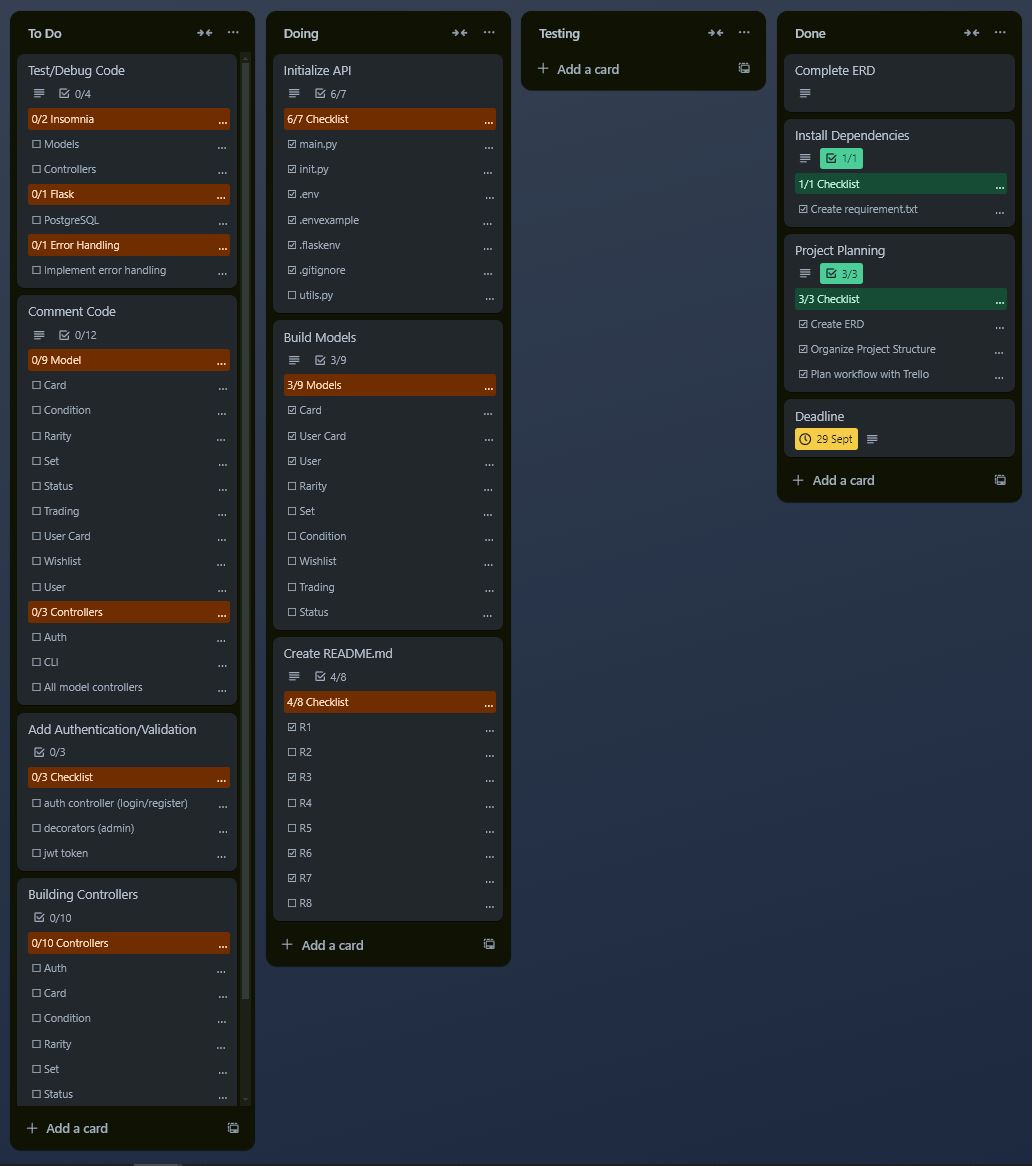 To Do
Test/Debug Code
0/4
0/2 Insomnia
Models
Controllers
0/1 Flask
PostgreSQL
0/1 Error Handling
Implement error handling
Comment Code
0/12
0/9 Model
Card
Condition
Rarity
Set
Status
Trading
User Card
Wishlist
User
0/3 Controllers
Auth
CLI
All model controllers
Add Authentication/Validation
0/3
0/3 Checklist
auth controller (login/register)
decorators (admin)
jwt token
Building Controllers
0/10
0/10 Controllers
Auth
Card
Condition
Rarity
Set
Status
+ Add a card
Doing
Initialize API
6/7
6/7 Checklist
main.py
init.py
.env
.envexample
.flaskenv
.gitignore
utils.py
Build Models
3/9
3/9 Models
Card
User Card
User
Rarity
Set
Condition
Wishlist
Trading
Status
Create README.md
4/8
4/8 Checklist
R1
R2
R3
R4
R5
R6
R7
R8
+ Add a card
Testing
+ Add a card
Done
Complete ERD
Install Dependencies
1/1
1/1 Checklist
Create requirement.txt
Project Planning
3/3
3/3 Checklist
Create ERD
Organize Project Structure
Plan workflow with Trello
Deadline
29 Sept
+ Add a card